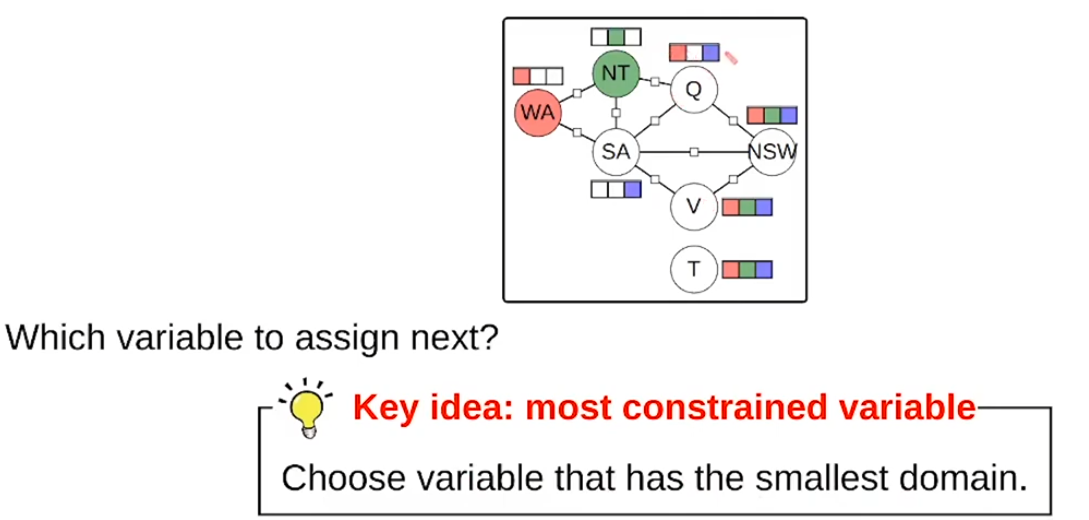 NT
Q
WA
SA
NSW
V
T
Which variable to assign next?
Key idea: most constrained variable
Choose variable that has the smallest domain.